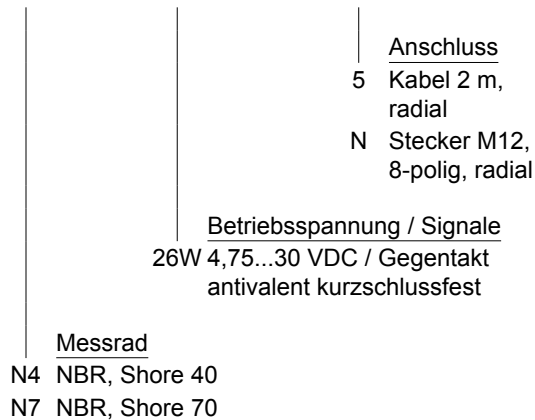 Anschluss
5 Kabel 2 m,
radial
N Stecker M12,
8-polig, radial
Betriebsspannung / Signale
26W 4,75...30 VDC / Gegentakt
antivalent kurzschlussfest
Messrad
N4 NBR, Shore 40
N7 NBR, Shore 70